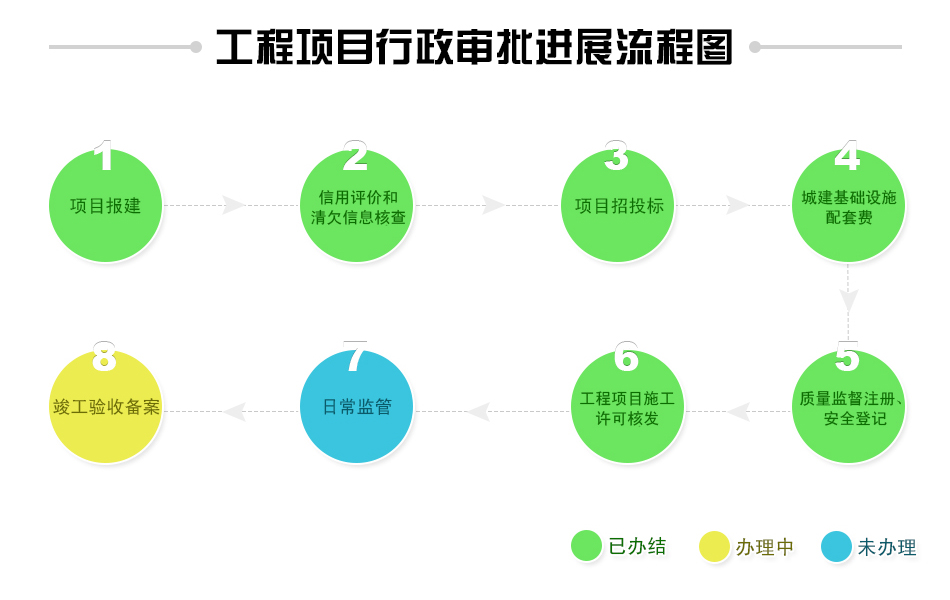 工程项目行政审批进展流程图
1
项目报建
2
信用评价和
清欠信息核查
3
项目招投标
4
城建基础设施
配套费
5
质量监督注册、
安全登记
6
工程项目施工
许可核发
7
日常监管
8
竣工验收备案
已办结
办理中
未办理